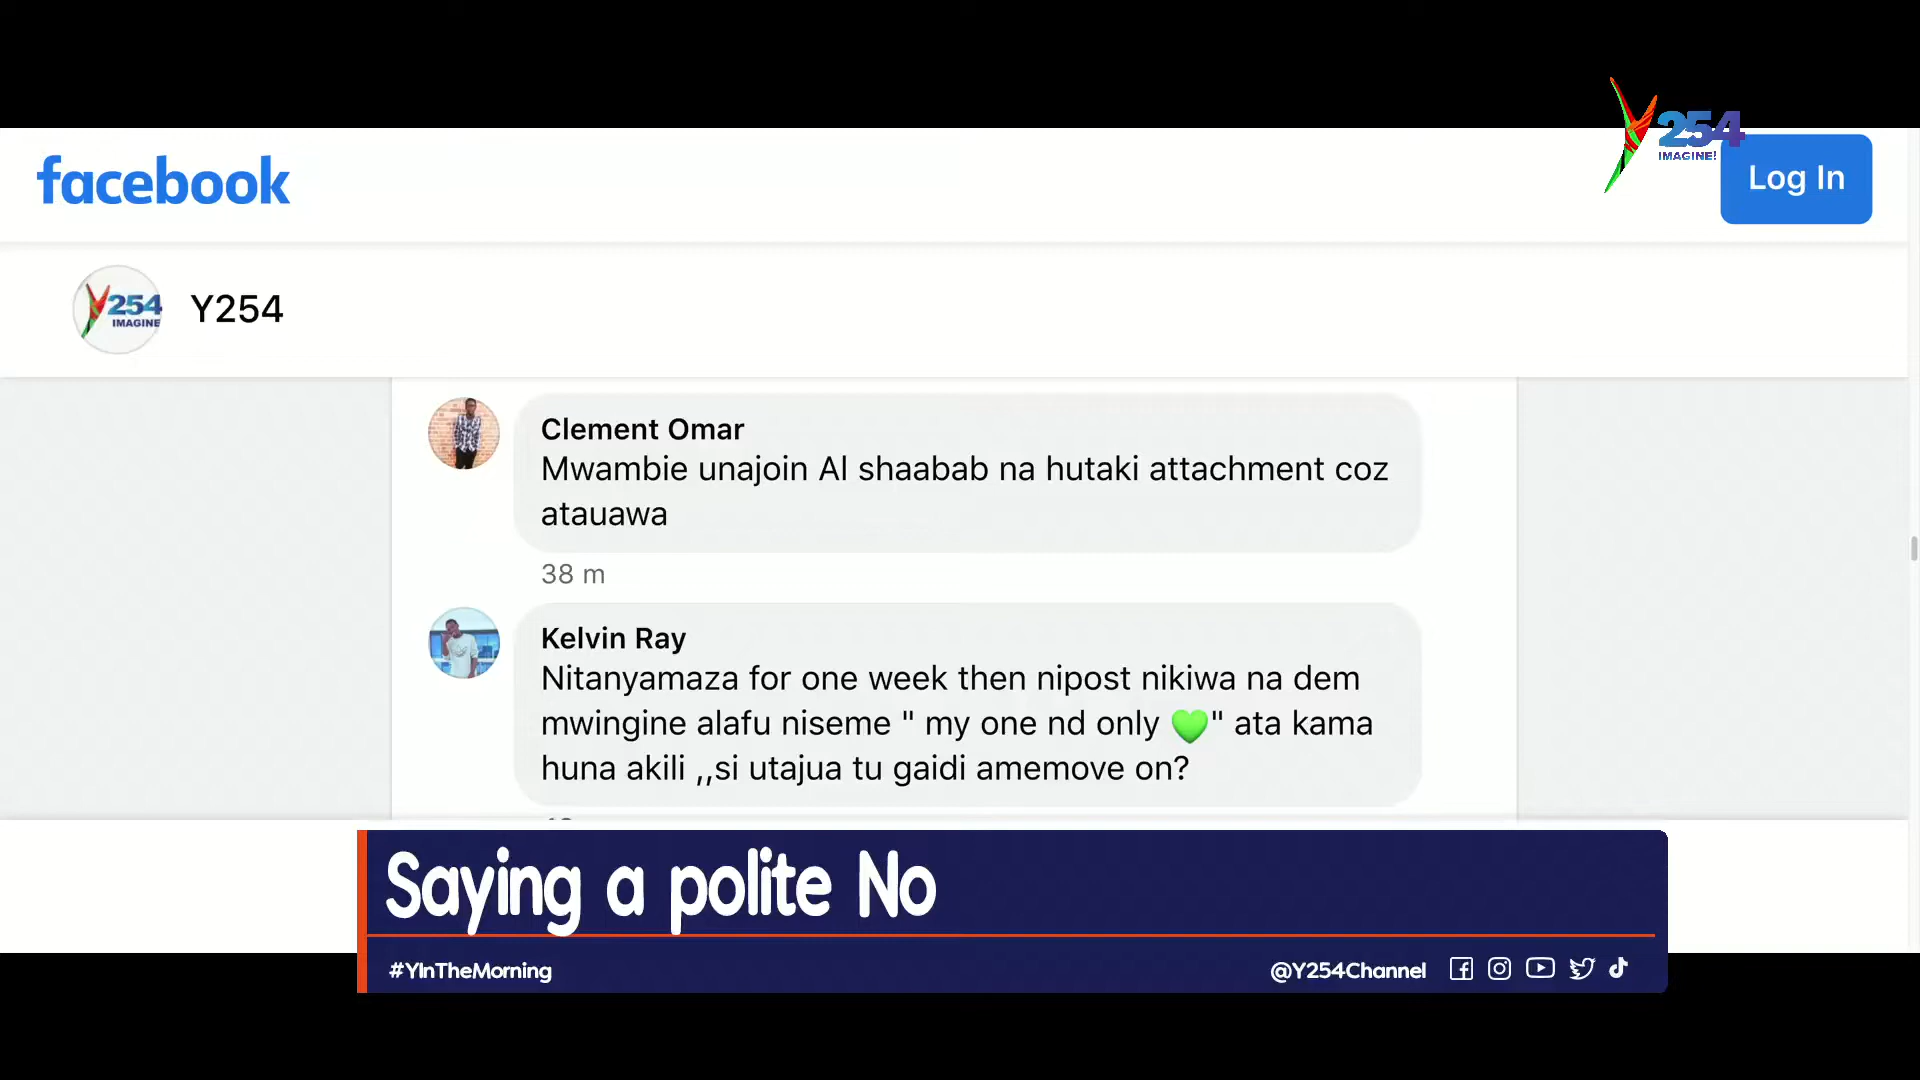 254
IMAGINE!
facebook
Log In
254
IMAGINE
Y254
Clement Omar
Mwambie unajoin Al shaabab na hutaki attachment coz
atauawa
38 m
Kelvin Ray
Nitanyamaza for one week then nipost nikiwa na dem
mwingine alafu niseme " my one nd only 💚" ata kama
huna akili ,,si utajua tu gaidi amemove on?
Saying a polite No
#YInTheMorning
@Y254Channel